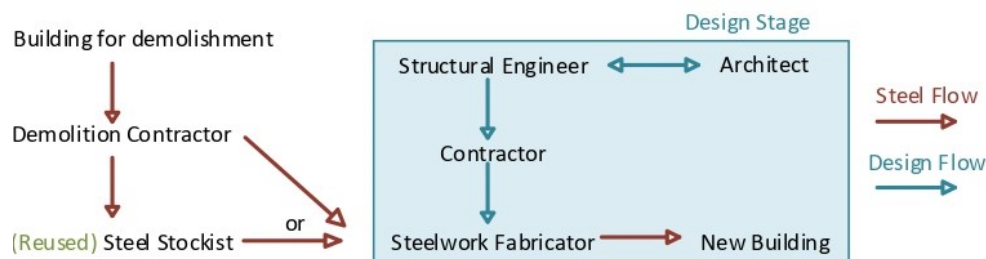 Design Stage
Building for demolishment
Structural Engineer
Architect
Steel Flow
Demolition Contractor
Contractor
Design Flow
or
(Reused) Steel Stockist
Steelwork Fabricator
New Building